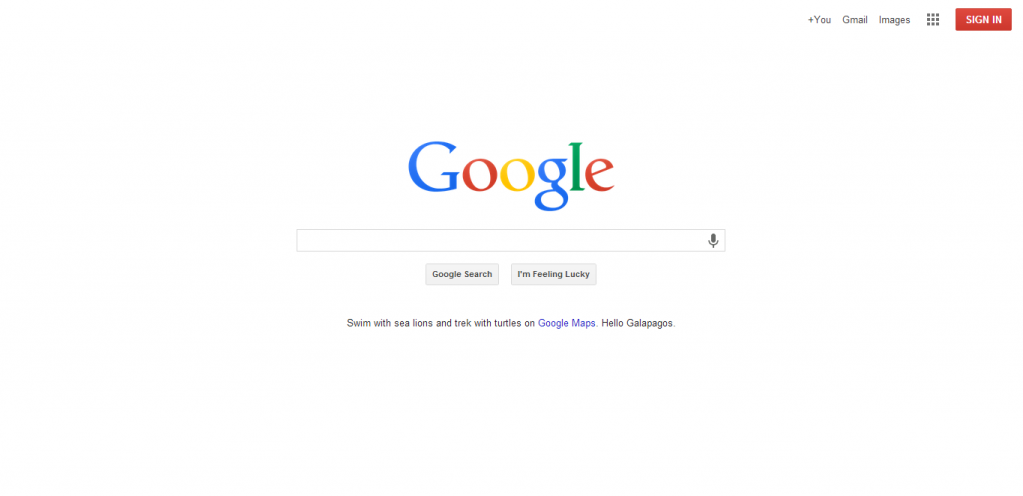 +You Gmail Images SIGN IN
Google
Google Search I'm Feeling Lucky
Swim with sea lions and trek with turtles on Google Maps. Hello Galapagos.